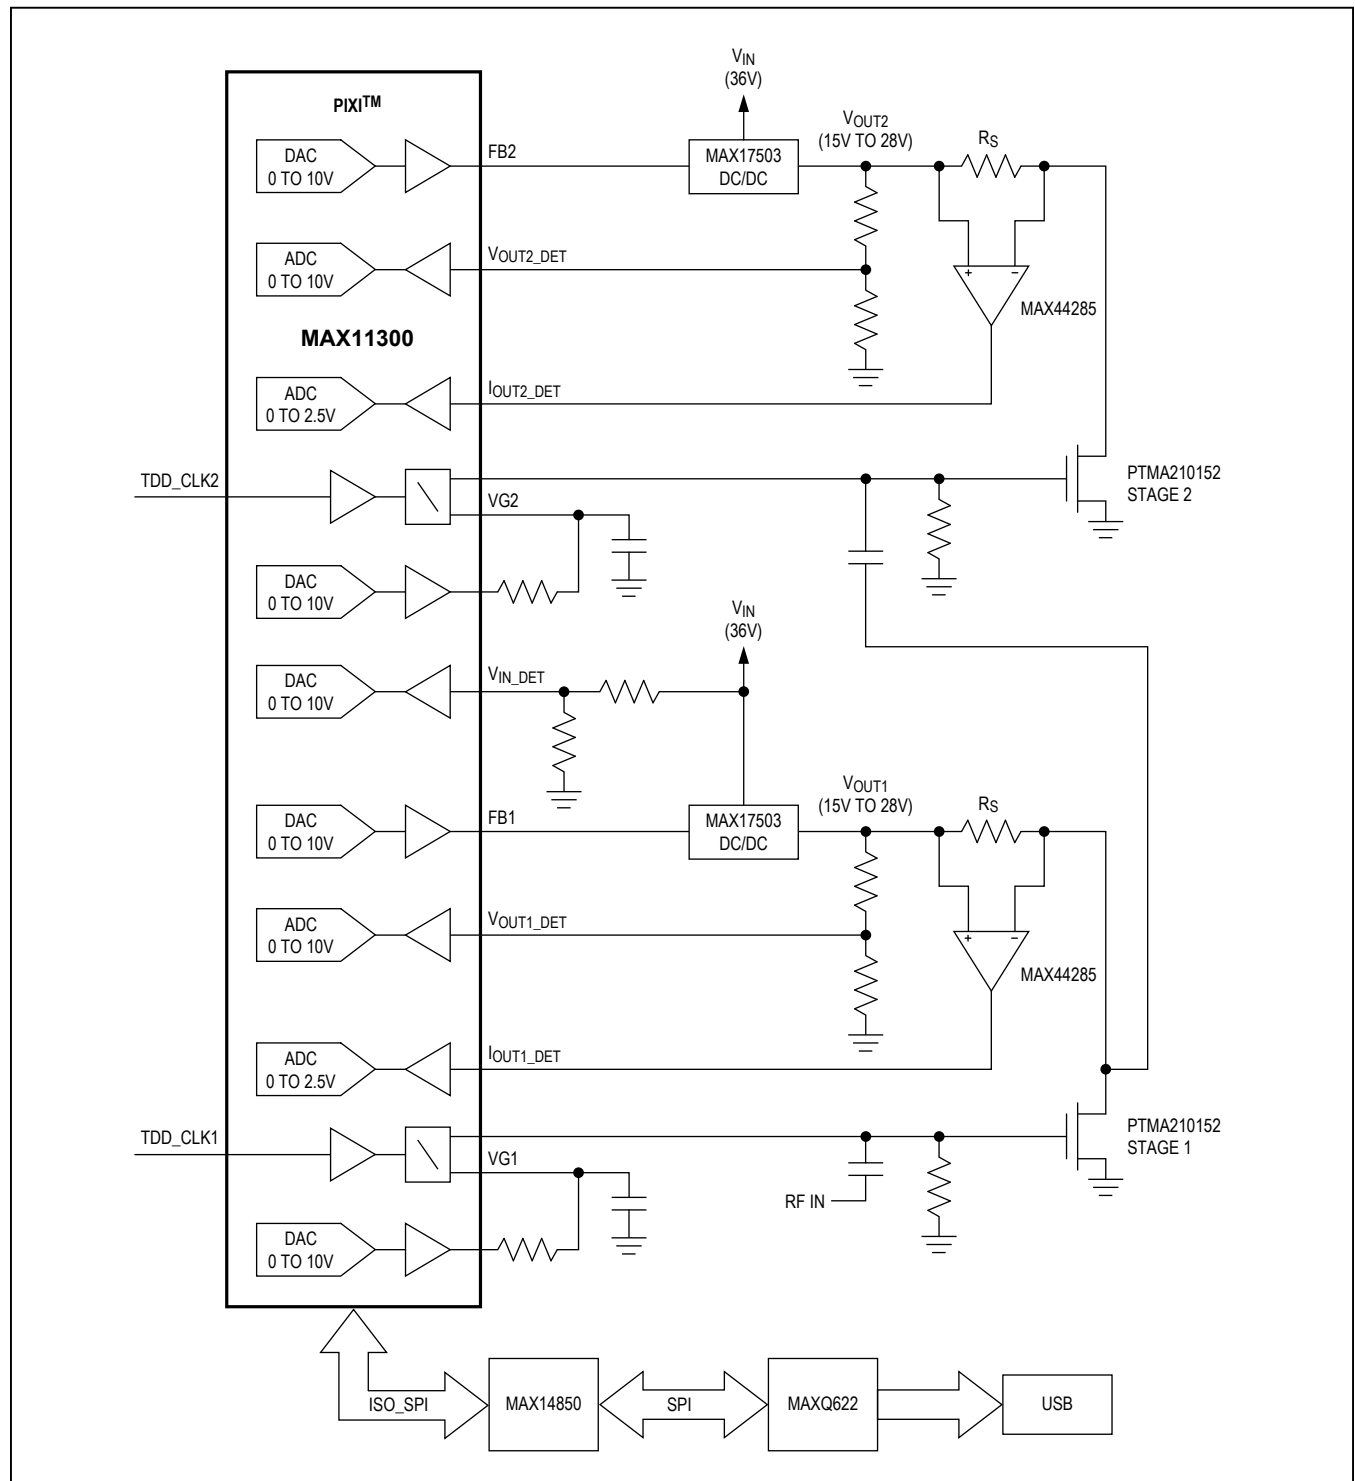 VIN
(36V)
PIXI™
DAC
0 TO 10V
FB2
MAX17503
DC/DC
VOUT2
(15V TO 28V)
RS
ADC
0 TO 10V
VOUT2_DET
+
−
MAX44285
MAX11300
ADC
0 TO 2.5V
IOUT2_DET
TDD_CLK2
VG2
PTMA210152
STAGE 2
DAC
0 TO 10V
VIN
(36V)
DAC
0 TO 10V
VIN_DET
DAC
0 TO 10V
FB1
MAX17503
DC/DC
VOUT1
(15V TO 28V)
RS
ADC
0 TO 10V
VOUT1_DET
+
−
MAX44285
ADC
0 TO 2.5V
IOUT1_DET
TDD_CLK1
VG1
RF IN
PTMA210152
STAGE 1
DAC
0 TO 10V
ISO_SPI
MAX14850
SPI
MAXQ622
USB